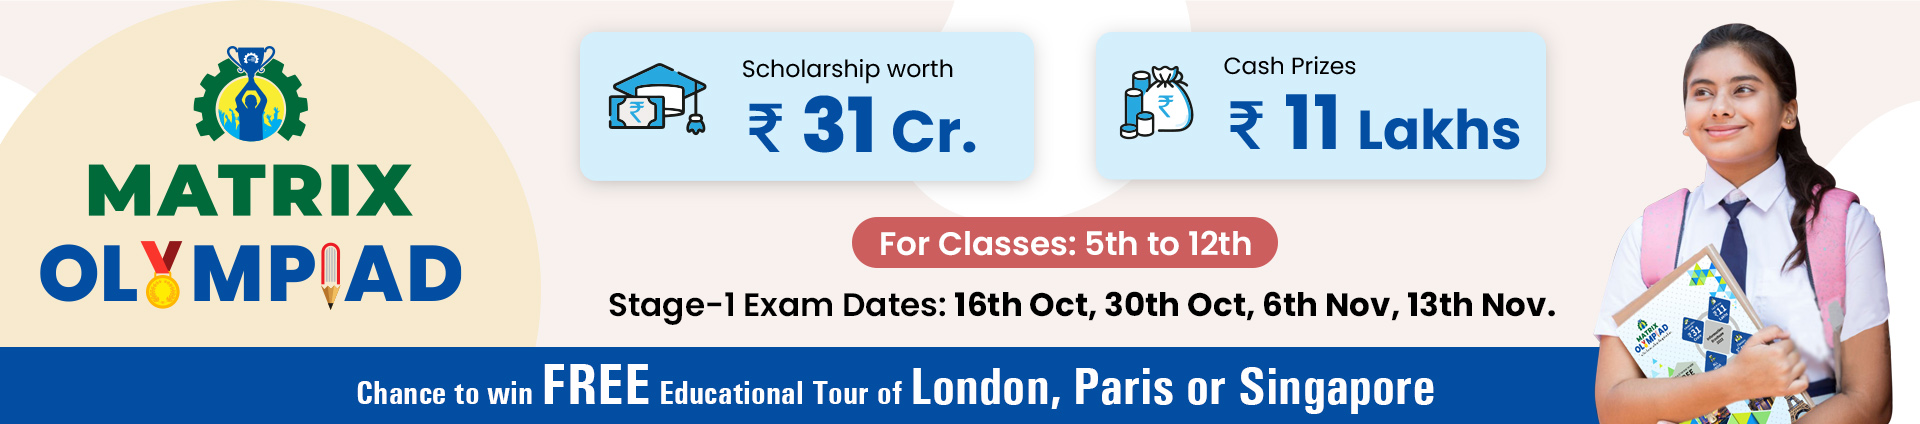 MATRIX
OLYMPIAD
Scholarship worth
₹ 31 Cr.
Cash Prizes
₹ 11 Lakhs
For Classes: 5th to 12th
Stage-1 Exam Dates: 16th Oct, 30th Oct, 6th Nov, 13th Nov.
Chance to win FREE Educational Tour of London, Paris or Singapore
MATRIX
OLYMPIAD